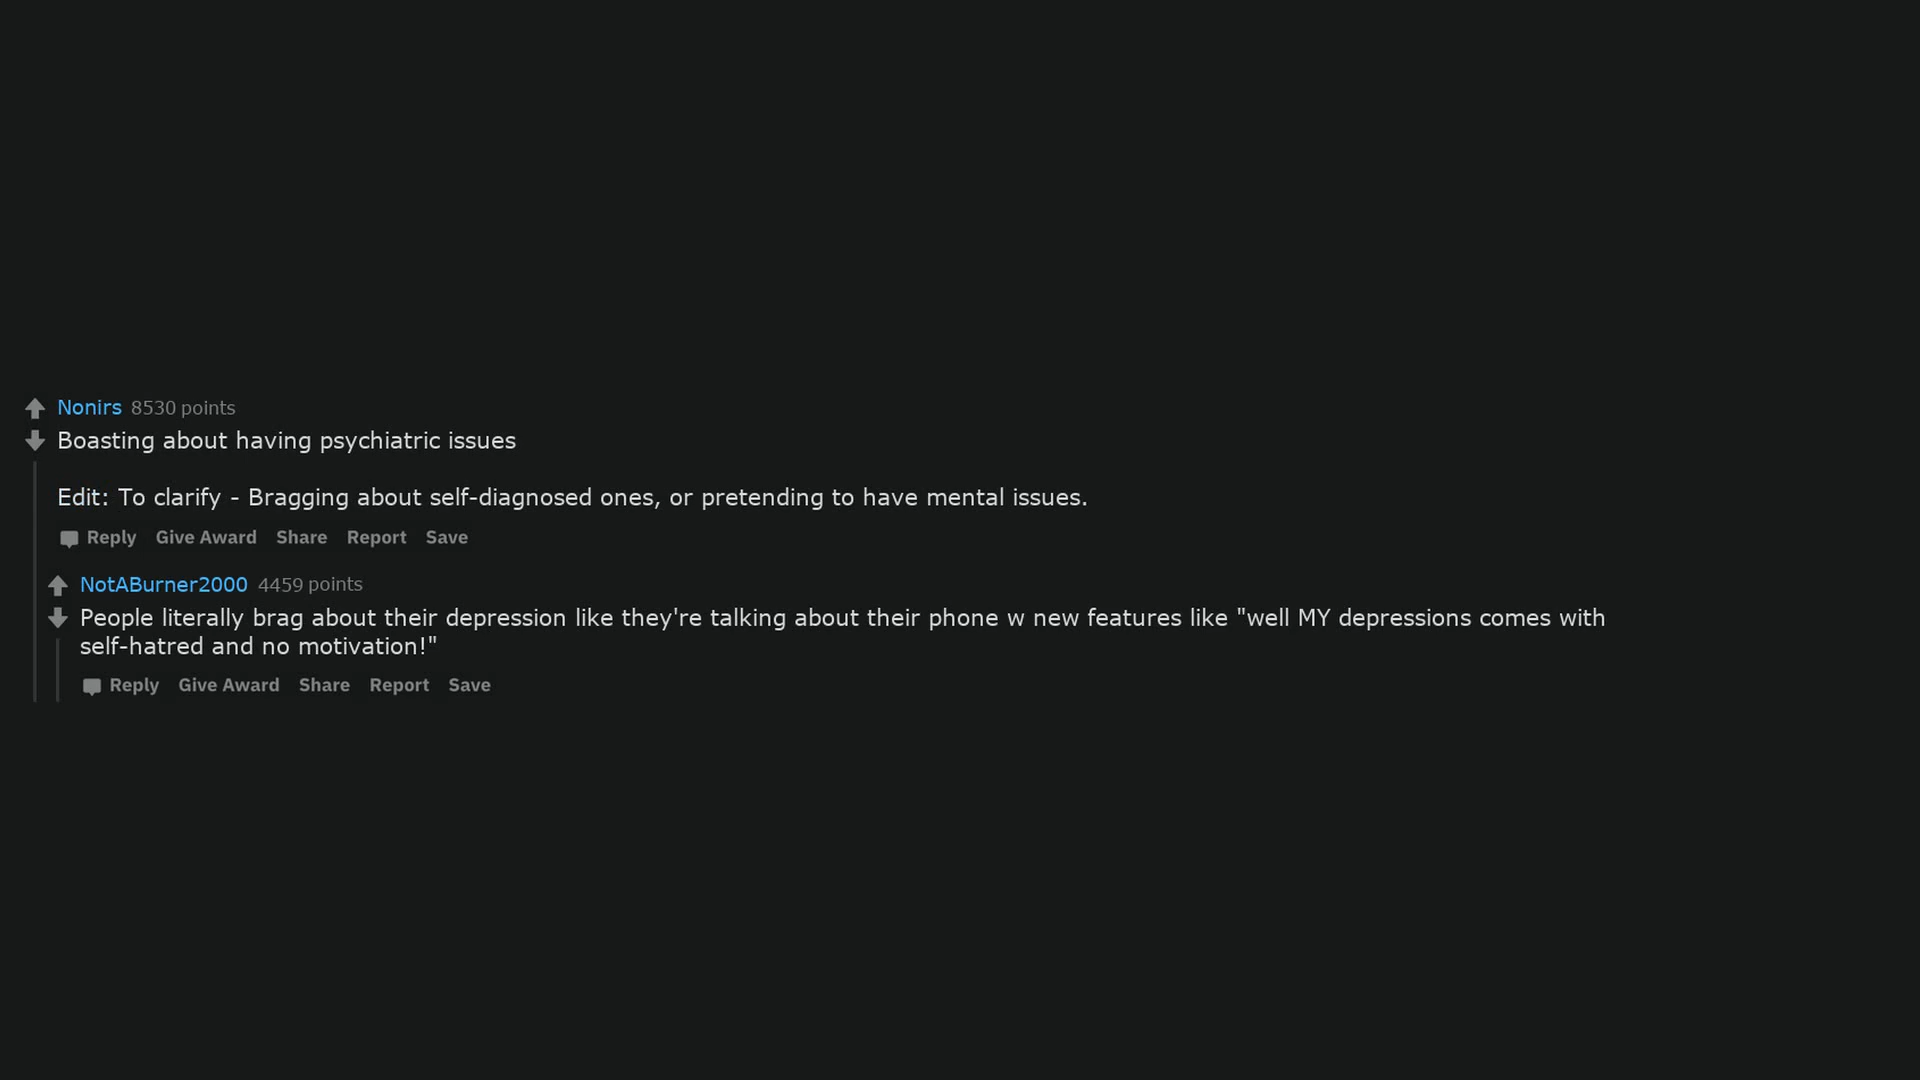 Nonirs 8530 points
Boasting about having psychiatric issues
Edit: To clarify - Bragging about self-diagnosed ones, or pretending to have mental issues.
Reply Give Award Share Report Save
NotABurner2000 4459 points
People literally brag about their depression like they're talking about their phone w new features like "well MY depressions comes with
self-hatred and no motivation!"
Reply Give Award Share Report Save